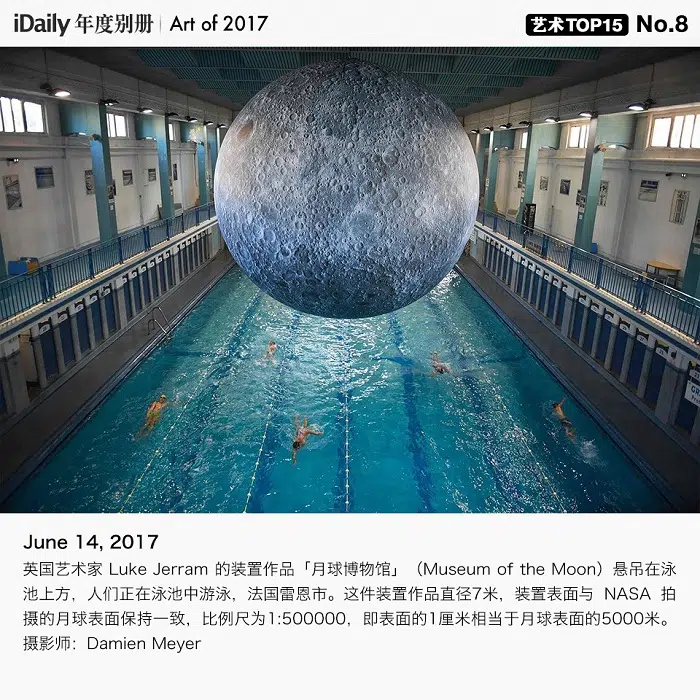 iDaily 年度别册 | Art of 2017
艺术TOP15 No.8
June 14, 2017
英国艺术家 Luke Jerram 的装置作品「月球博物馆」（Museum of the Moon）悬吊在泳
池上方，人们正在泳池中游泳，法国雷恩市。这件装置作品直径7米，装置表面与 NASA 拍
摄的月球表面保持一致，比例尺为1:500000，即表面的1厘米相当于月球表面的5000米。
摄影师：Damien Meyer